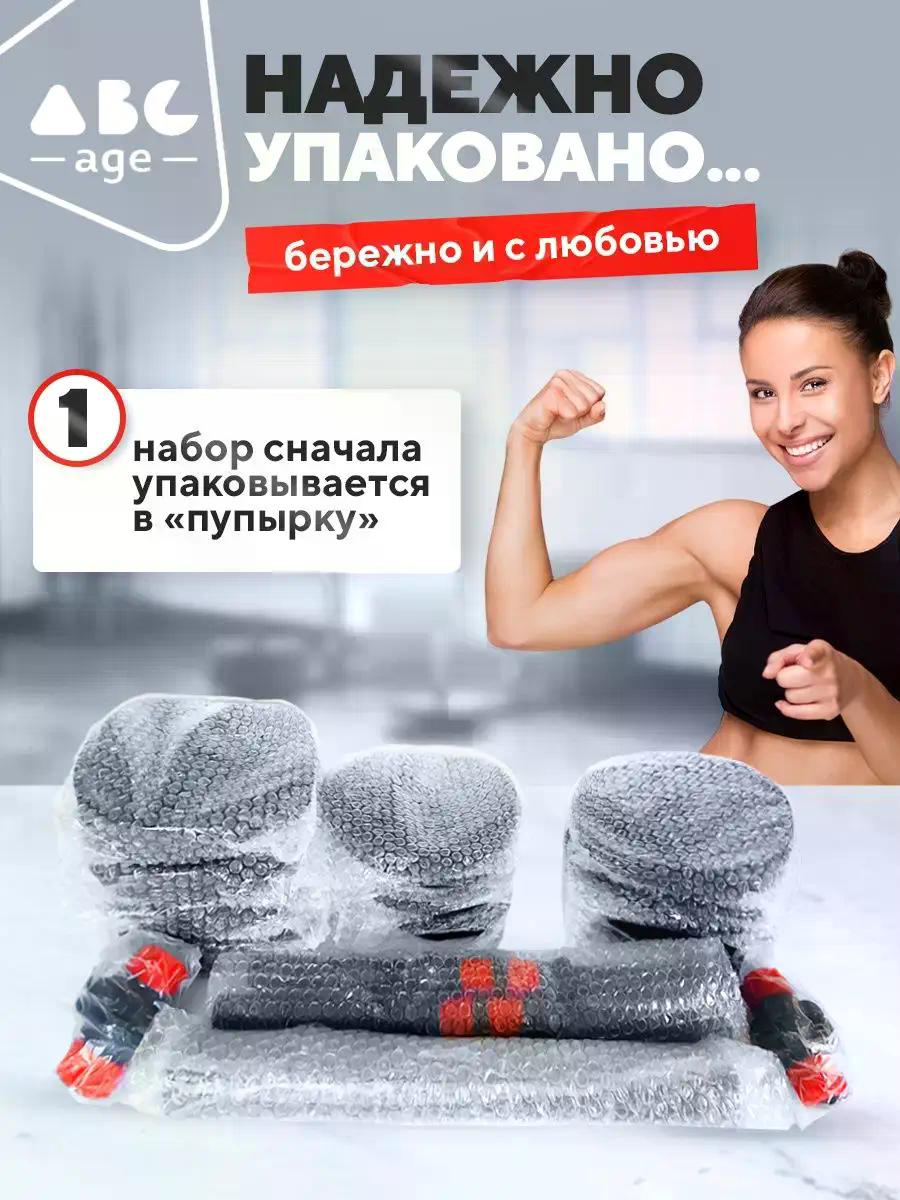 ABC
age
НАДЕЖНО
УПАКОВАНО...
бережно и с любовью
1
набор сначала
упаковывается
в «пупырку»